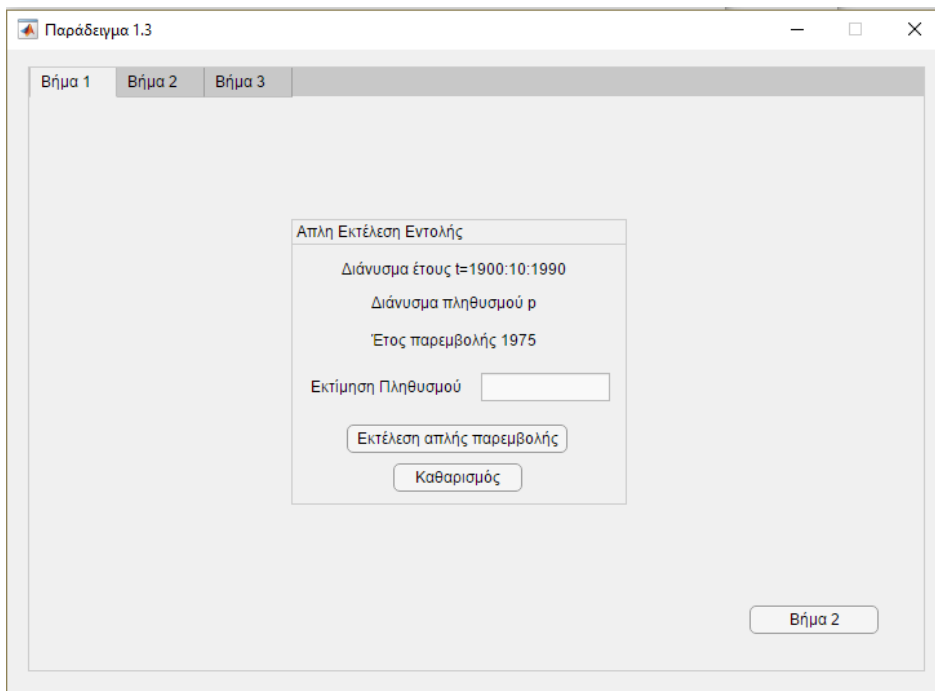 Παράδειγμα 1.3
Βήμα 1 Βήμα 2 Βήμα 3
Απλη Εκτέλεση Εντολής
Διάνυσμα έτους t=1900:10:1990
Διάνυσμα πληθυσμού p
Έτος παρεμβολής 1975
Εκτίμηση Πληθυσμού
Εκτέλεση απλής παρεμβολής
Καθαρισμός
Βήμα 2